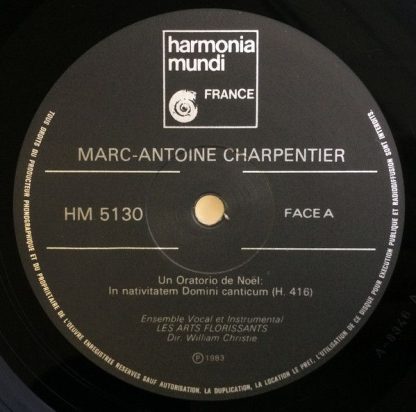 harmonia
mundi
FRANCE
MARC-ANTOINE CHARPENTIER
HM 5130
FACE A
Un Oratorio de Noël:
In nativitatem Domini canticum (H. 416)
Ensemble Vocal et Instrumental
LES ARTS FLORISSANTS
Dir. William Christie
℗1983
TOUS DROITS DU PRODUCTEUR PHONOGRAPHIQUE ET DU PROPRIETAIRE DE L'OEUVRE ENREGISTREE RESERVES SAUF AUTORISATION. LA DUPLICATION, LA LOCATION, LE PRET, L'UTILISATION DE CE DISQUE POUR EXECUTION PUBLIQUE ET RADIODIFFUSION SONT INTERDITS.